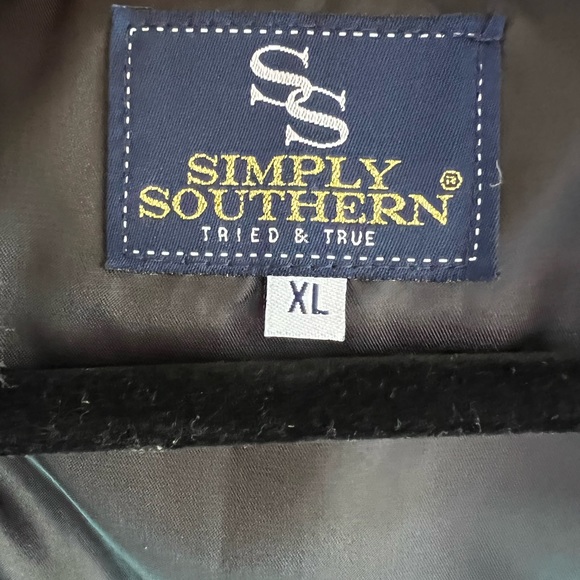 SS
SIMPLY
SOUTHERN®
TRIED & TRUE
XL